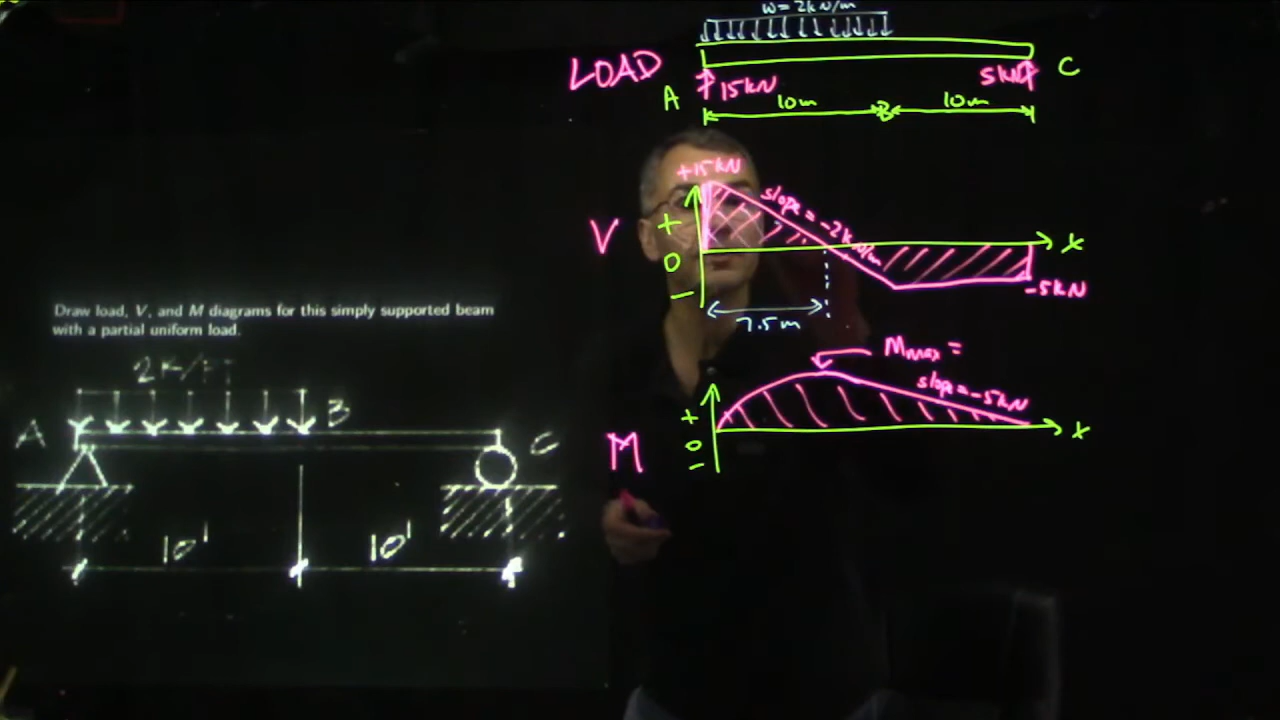 Draw load, V, and M diagrams for this simply supported beam
with a partial uniform load.
2K/FT
A
B
C
10'
10'
w = 2kN/m
LOAD
A
15kN
5kN
C
10m
B
10m
+15kN
slope = -2kN/m
V
+
0
-
x
-5kN
7.5m
Mmax =
slope = -5kN
M
+
0
-
x